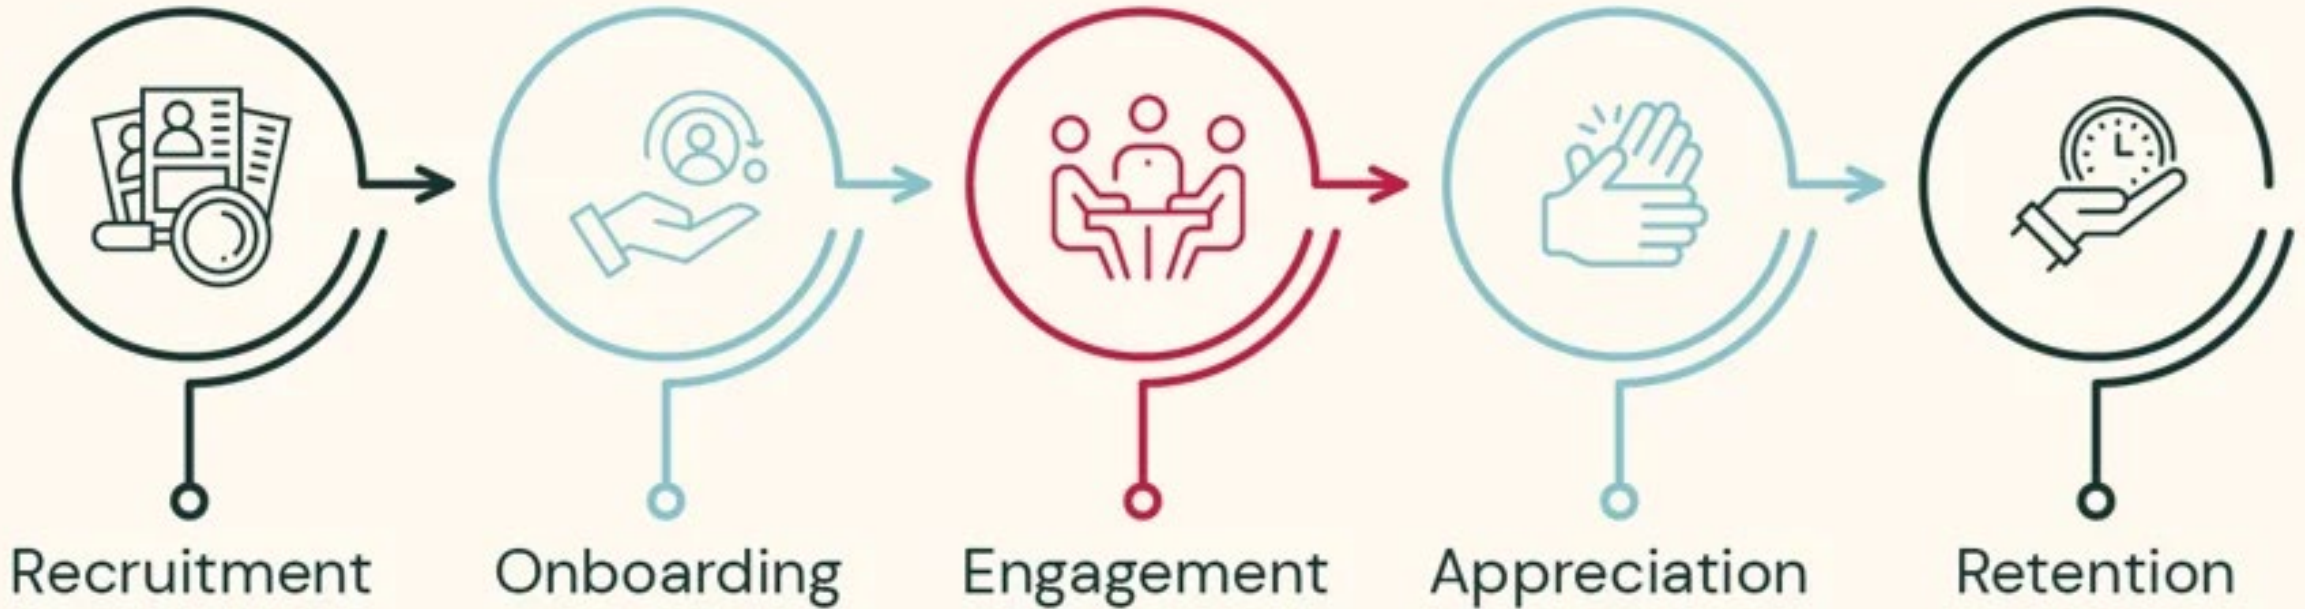 Recruitment
Onboarding
Engagement
Appreciation
Retention